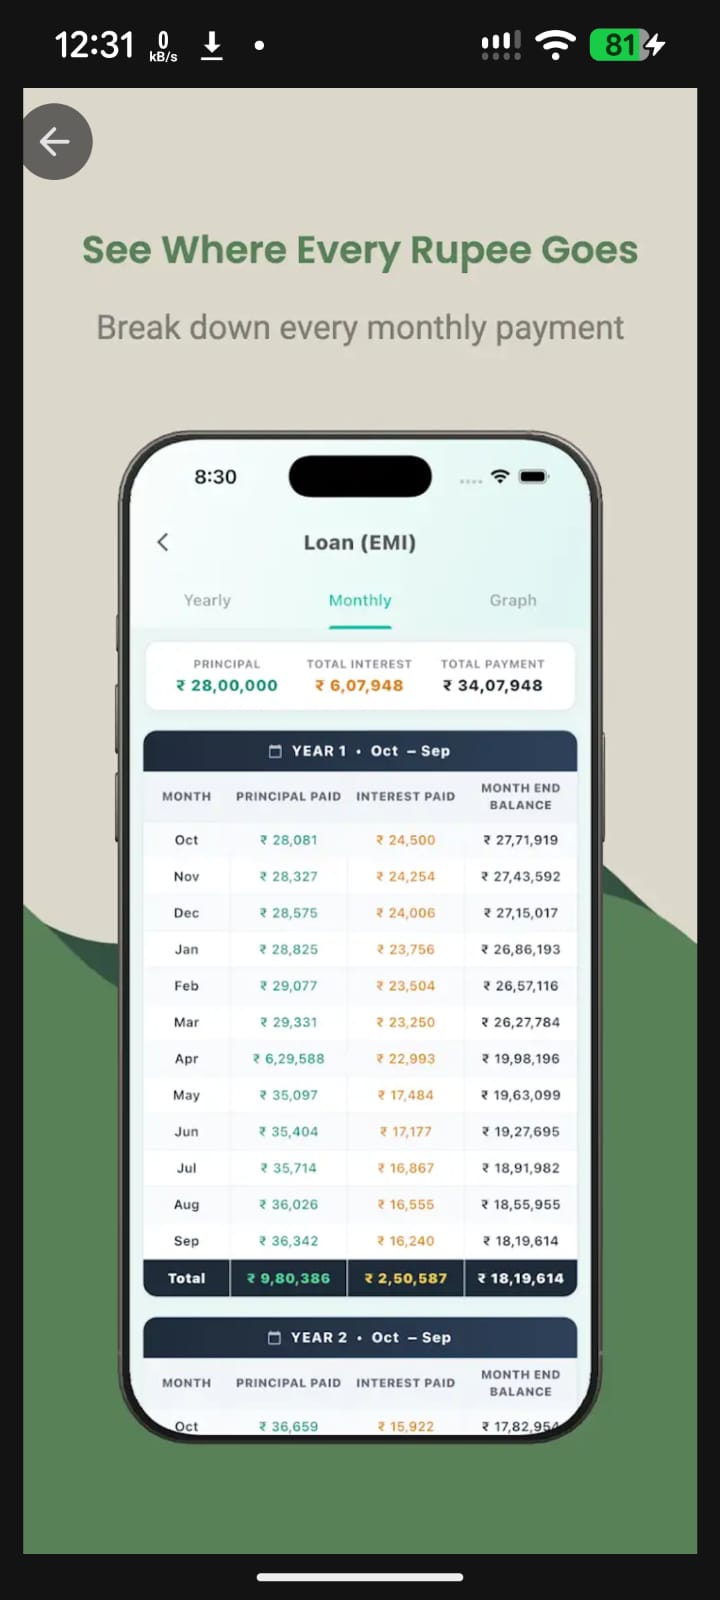 12:31 0 kB/s 81
See Where Every Rupee Goes
Break down every monthly payment
8:30
Loan (EMI)
Yearly Monthly Graph
PRINCIPAL TOTAL INTEREST TOTAL PAYMENT
₹ 28,00,000 ₹ 6,07,948 ₹ 34,07,948
YEAR 1 • Oct – Sep
MONTH PRINCIPAL PAID INTEREST PAID MONTH END BALANCE
Oct ₹ 28,081 ₹ 24,500 ₹ 27,71,919
Nov ₹ 28,327 ₹ 24,254 ₹ 27,43,592
Dec ₹ 28,575 ₹ 24,006 ₹ 27,15,017
Jan ₹ 28,825 ₹ 23,756 ₹ 26,86,193
Feb ₹ 29,077 ₹ 23,504 ₹ 26,57,116
Mar ₹ 29,331 ₹ 23,250 ₹ 26,27,784
Apr ₹ 6,29,588 ₹ 22,993 ₹ 19,98,196
May ₹ 35,097 ₹ 17,484 ₹ 19,63,099
Jun ₹ 35,404 ₹ 17,177 ₹ 19,27,695
Jul ₹ 35,714 ₹ 16,867 ₹ 18,91,982
Aug ₹ 36,026 ₹ 16,555 ₹ 18,55,955
Sep ₹ 36,342 ₹ 16,240 ₹ 18,19,614
Total ₹ 9,80,386 ₹ 2,50,587 ₹ 18,19,614
YEAR 2 • Oct – Sep
MONTH PRINCIPAL PAID INTEREST PAID MONTH END BALANCE
Oct ₹ 36,659 ₹ 15,922 ₹ 17,82,954